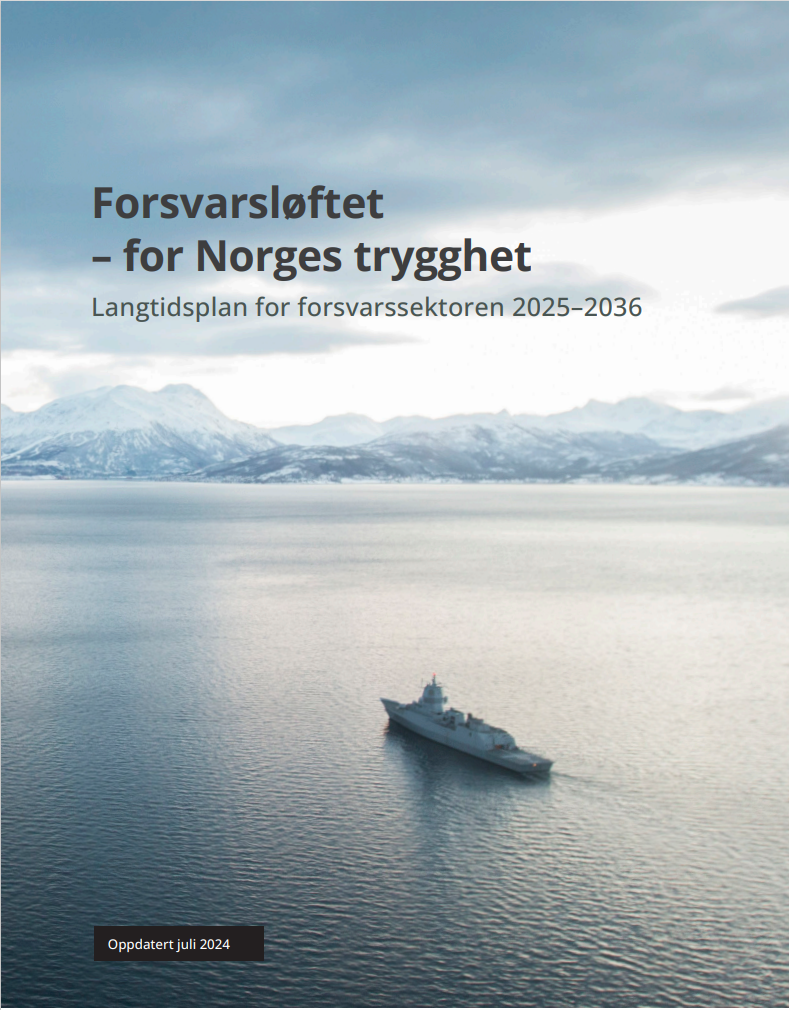 Forsvarsløftet
– for Norges trygghet
Langtidsplan for forsvarssektoren 2025–2036
Oppdatert juli 2024